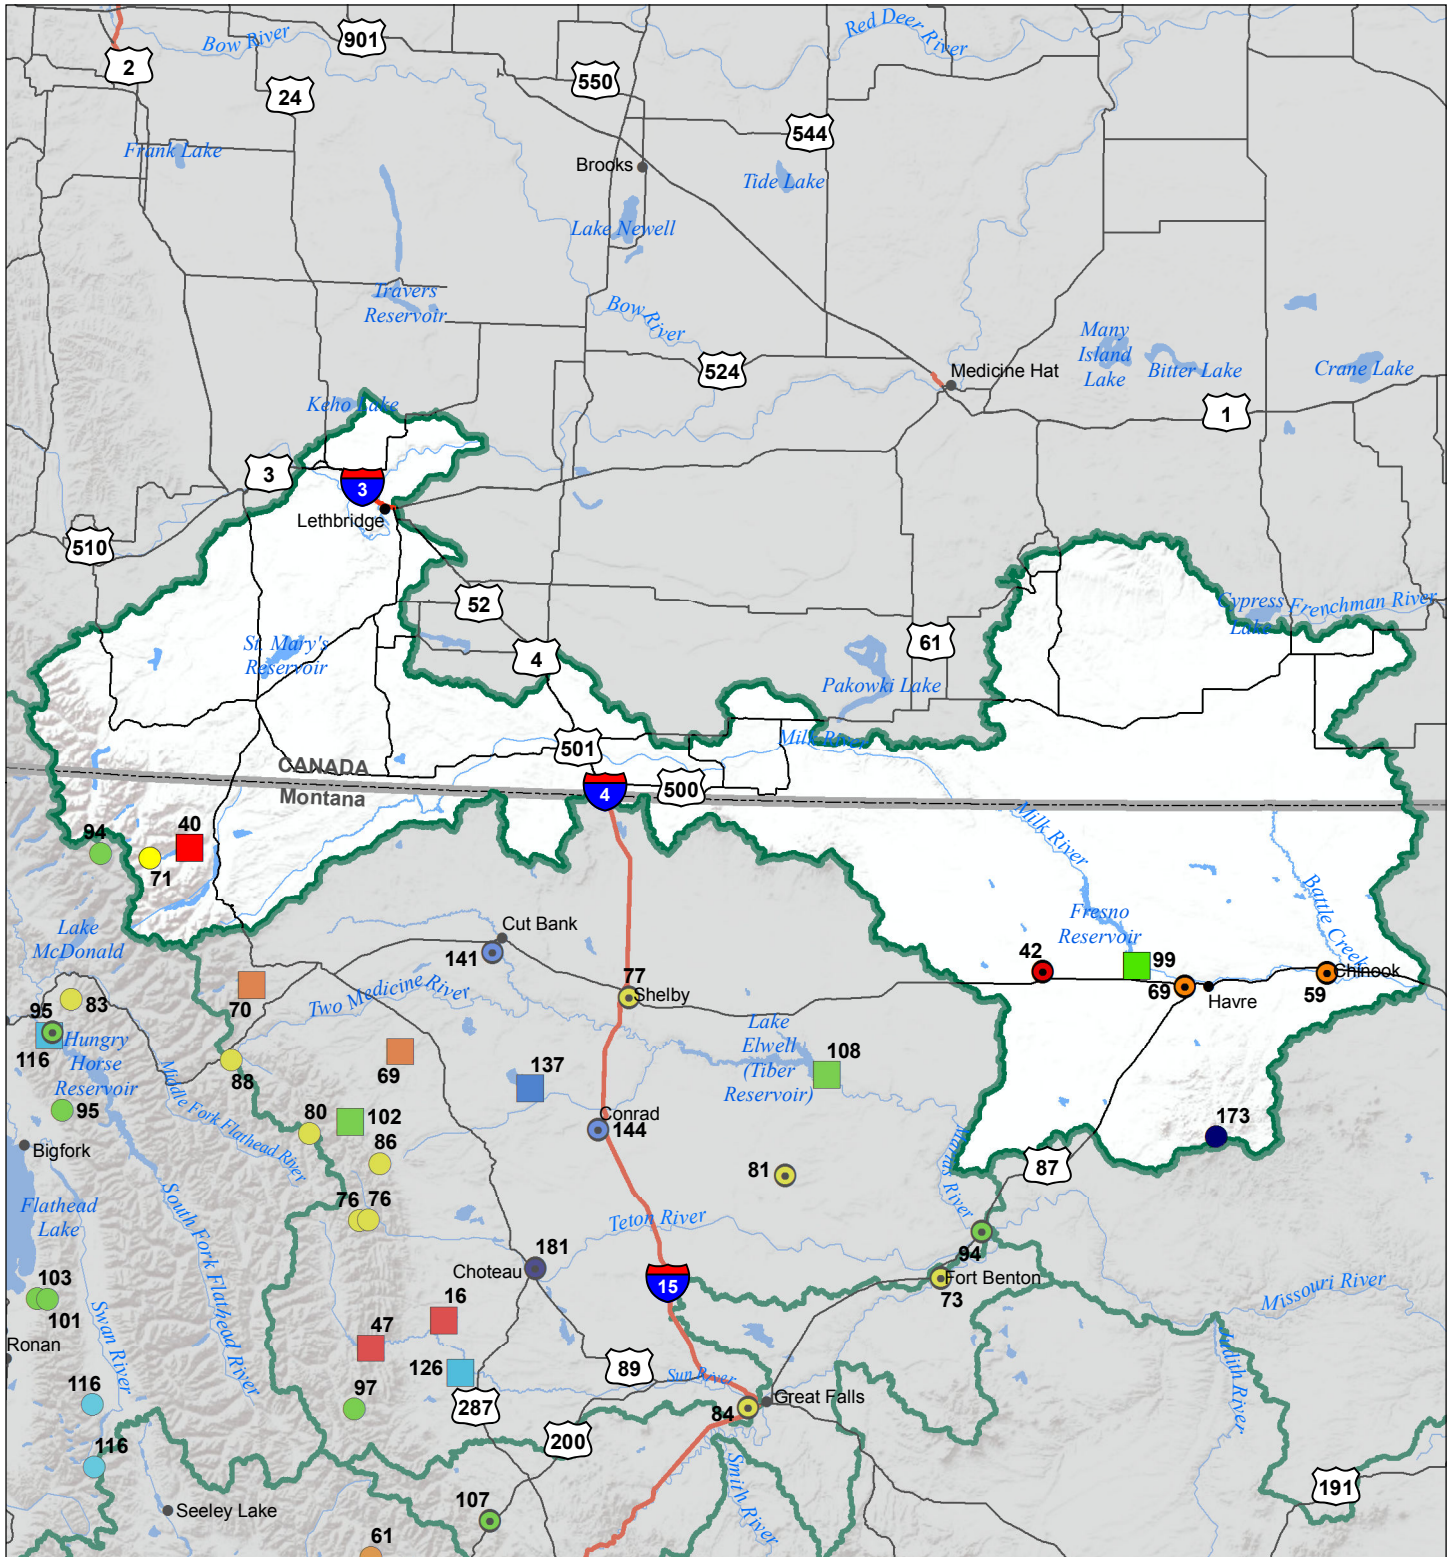 Bow River
901
Red Deer River
2
24
550
544
Frank Lake
Brooks
Tide Lake
Lake Newell
Travers
Reservoir
Bow River
Many
Island
Lake
Bitter Lake
Crane Lake
524
Medicine Hat
1
Keho Lake
3
3
Lethbridge
510
52
4
61
Cypress
Lake
Frenchman River
St. Mary's
Reservoir
Pakowki Lake
501
Milk River
CANADA
Montana
4
500
94
71
40
Milk River
Battle Creek
Fresno
Reservoir
Lake
McDonald
Cut Bank
141
42
99
69
Havre
Chinook
59
77
Shelby
70
Two Medicine River
83
95
116
Hungry
Horse
Reservoir
88
Middle Fork Flathead River
69
137
Lake
Elwell
(Tiber
Reservoir)
108
95
80
102
86
Conrad
144
173
Bigfork
81
87
Marias River
Flathead
Lake
South Fork Flathead River
76
76
Teton River
94
181
Choteau
15
Fort Benton
73
Missouri River
103
101
Swan River
16
47
Ronan
126
89
Sun River
Judith River
116
97
287
84
Great Falls
200
116
Smith River
191
Seeley Lake
107
61